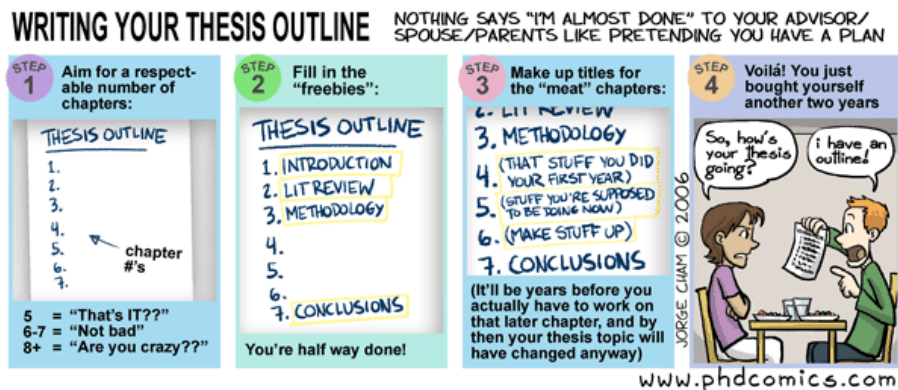 WRITING YOUR THESIS OUTLINE
NOTHING SAYS "I'M ALMOST DONE" TO YOUR ADVISOR/
SPOUSE/PARENTS LIKE PRETENDING YOU HAVE A PLAN
STEP
1
Aim for a respect-
able number of
chapters:
THESIS OUTLINE
1.
2.
3.
4.
5.
6.
7.
chapter
#'s
5 = "That's IT??"
6-7 = "Not bad"
8+ = "Are you crazy??"
STEP
2
Fill in the
"freebies":
THESIS OUTLINE
1. INTRODUCTION
2. LIT REVIEW
3. METHODOLOGY
4.
5.
6.
7. CONCLUSIONS
You're half way done!
STEP
3
Make up titles for
the "meat" chapters:
2. LIT REVIEW
3. METHODOLOGY
4. (THAT STUFF YOU DID
YOUR FIRST YEAR)
5. (STUFF YOU'RE SUPPOSED
TO BE DOING NOW)
6. (MAKE STUFF UP)
7. CONCLUSIONS
(It'll be years before you
actually have to work on
that later chapter, and by
then your thesis topic will
have changed anyway)
JORGE CHAM © 2006
STEP
4
Voilá! You just
bought yourself
another two years
So, how's
your thesis
going?
i have an
outline!
www.phdcomics.com